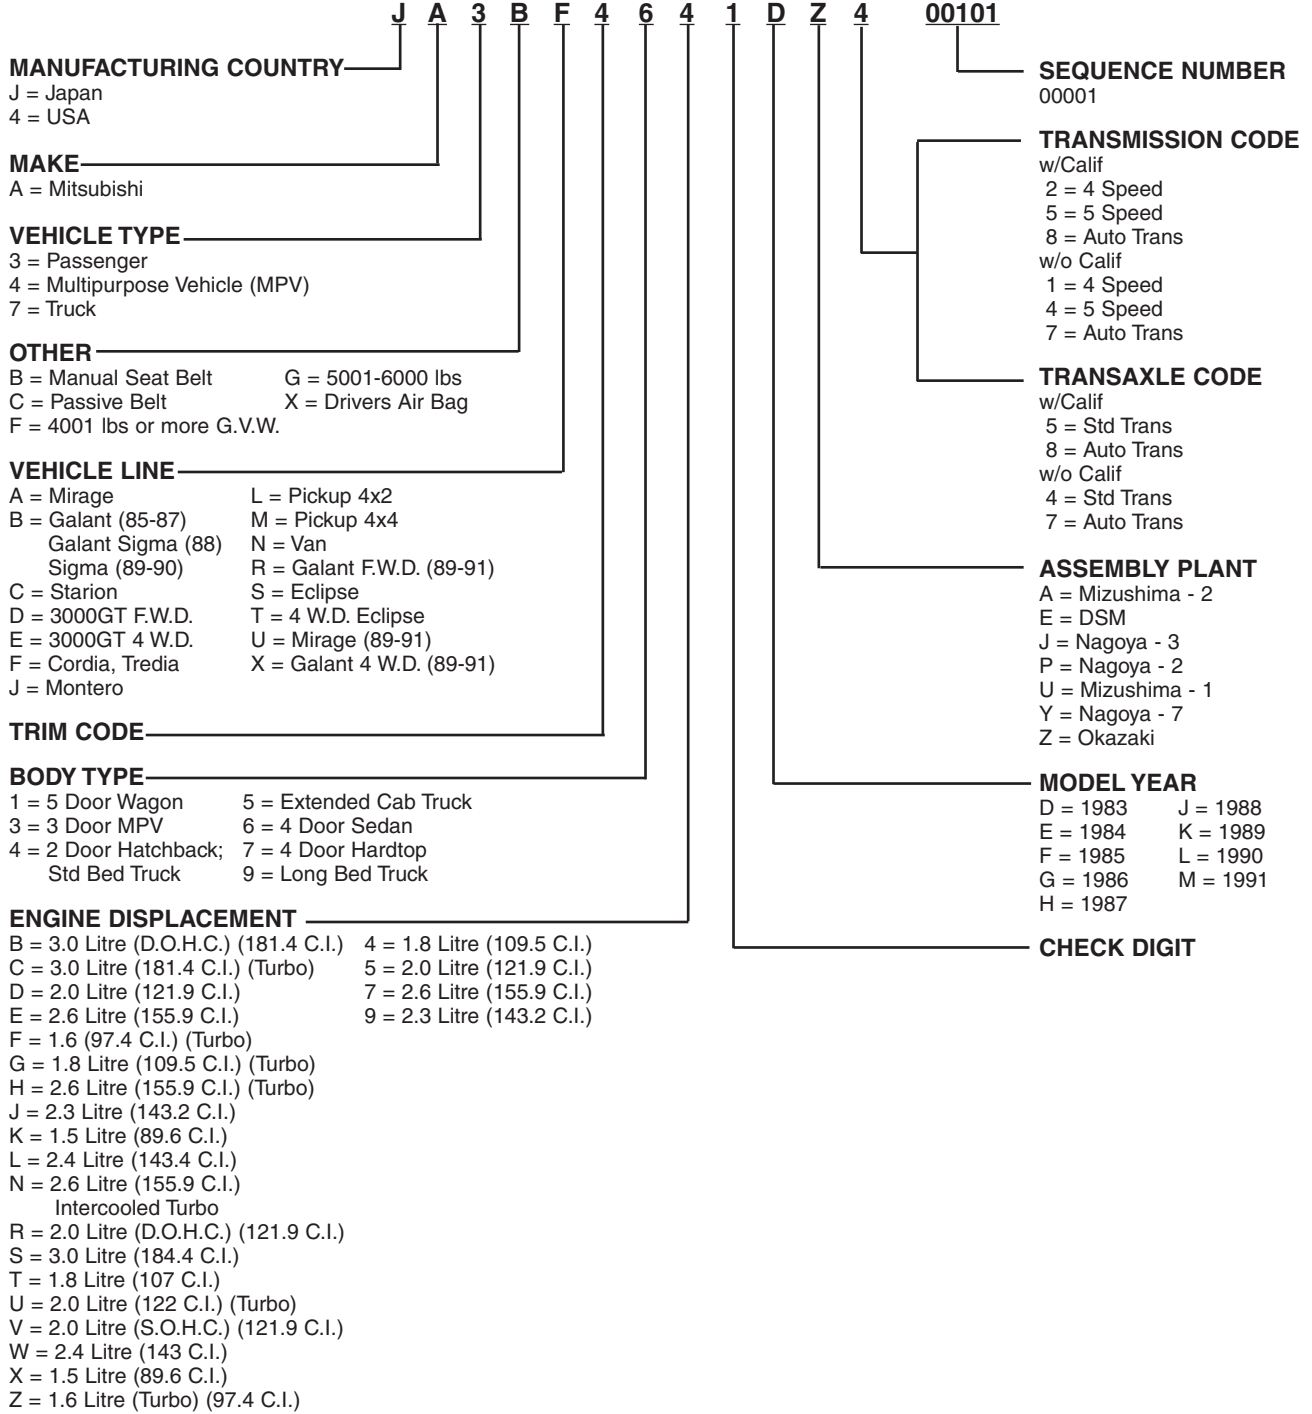 J A 3 B F 4 6 4 1 D Z 4 00101
MANUFACTURING COUNTRY
J = Japan
4 = USA
MAKE
A = Mitsubishi
VEHICLE TYPE
3 = Passenger
4 = Multipurpose Vehicle (MPV)
7 = Truck
OTHER
B = Manual Seat Belt G = 5001-6000 lbs
C = Passive Belt X = Drivers Air Bag
F = 4001 lbs or more G.V.W.
VEHICLE LINE
A = Mirage L = Pickup 4x2
B = Galant (85-87) M = Pickup 4x4
Galant Sigma (88) N = Van
Sigma (89-90) R = Galant F.W.D. (89-91)
C = Starion S = Eclipse
D = 3000GT F.W.D. T = 4 W.D. Eclipse
E = 3000GT 4 W.D. U = Mirage (89-91)
F = Cordia, Tredia X = Galant 4 W.D. (89-91)
J = Montero
TRIM CODE
BODY TYPE
1 = 5 Door Wagon 5 = Extended Cab Truck
3 = 3 Door MPV 6 = 4 Door Sedan
4 = 2 Door Hatchback; 7 = 4 Door Hardtop
Std Bed Truck 9 = Long Bed Truck
ENGINE DISPLACEMENT
B = 3.0 Litre (D.O.H.C.) (181.4 C.I.) 4 = 1.8 Litre (109.5 C.I.)
C = 3.0 Litre (181.4 C.I.) (Turbo) 5 = 2.0 Litre (121.9 C.I.)
D = 2.0 Litre (121.9 C.I.) 7 = 2.6 Litre (155.9 C.I.)
E = 2.6 Litre (155.9 C.I.) 9 = 2.3 Litre (143.2 C.I.)
F = 1.6 (97.4 C.I.) (Turbo)
G = 1.8 Litre (109.5 C.I.) (Turbo)
H = 2.6 Litre (155.9 C.I.) (Turbo)
J = 2.3 Litre (143.2 C.I.)
K = 1.5 Litre (89.6 C.I.)
L = 2.4 Litre (143.4 C.I.)
N = 2.6 Litre (155.9 C.I.)
Intercooled Turbo
R = 2.0 Litre (D.O.H.C.) (121.9 C.I.)
S = 3.0 Litre (184.4 C.I.)
T = 1.8 Litre (107 C.I.)
U = 2.0 Litre (122 C.I.) (Turbo)
V = 2.0 Litre (S.O.H.C.) (121.9 C.I.)
W = 2.4 Litre (143 C.I.)
X = 1.5 Litre (89.6 C.I.)
Z = 1.6 Litre (Turbo) (97.4 C.I.)
SEQUENCE NUMBER
00001
TRANSMISSION CODE
w/Calif
2 = 4 Speed
5 = 5 Speed
8 = Auto Trans
w/o Calif
1 = 4 Speed
4 = 5 Speed
7 = Auto Trans
TRANSAXLE CODE
w/Calif
5 = Std Trans
8 = Auto Trans
w/o Calif
4 = Std Trans
7 = Auto Trans
ASSEMBLY PLANT
A = Mizushima - 2
E = DSM
J = Nagoya - 3
P = Nagoya - 2
U = Mizushima - 1
Y = Nagoya - 7
Z = Okazaki
MODEL YEAR
D = 1983 J = 1988
E = 1984 K = 1989
F = 1985 L = 1990
G = 1986 M = 1991
H = 1987
CHECK DIGIT